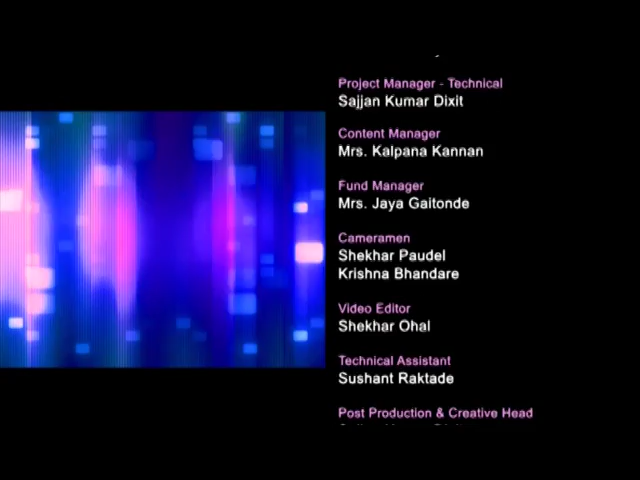 Project Manager - Technical
Sajjan Kumar Dixit
Content Manager
Mrs. Kalpana Kannan
Fund Manager
Mrs. Jaya Gaitonde
Cameramen
Shekhar Paudel
Krishna Bhandare
Video Editor
Shekhar Ohal
Technical Assistant
Sushant Raktade
Post Production & Creative Head